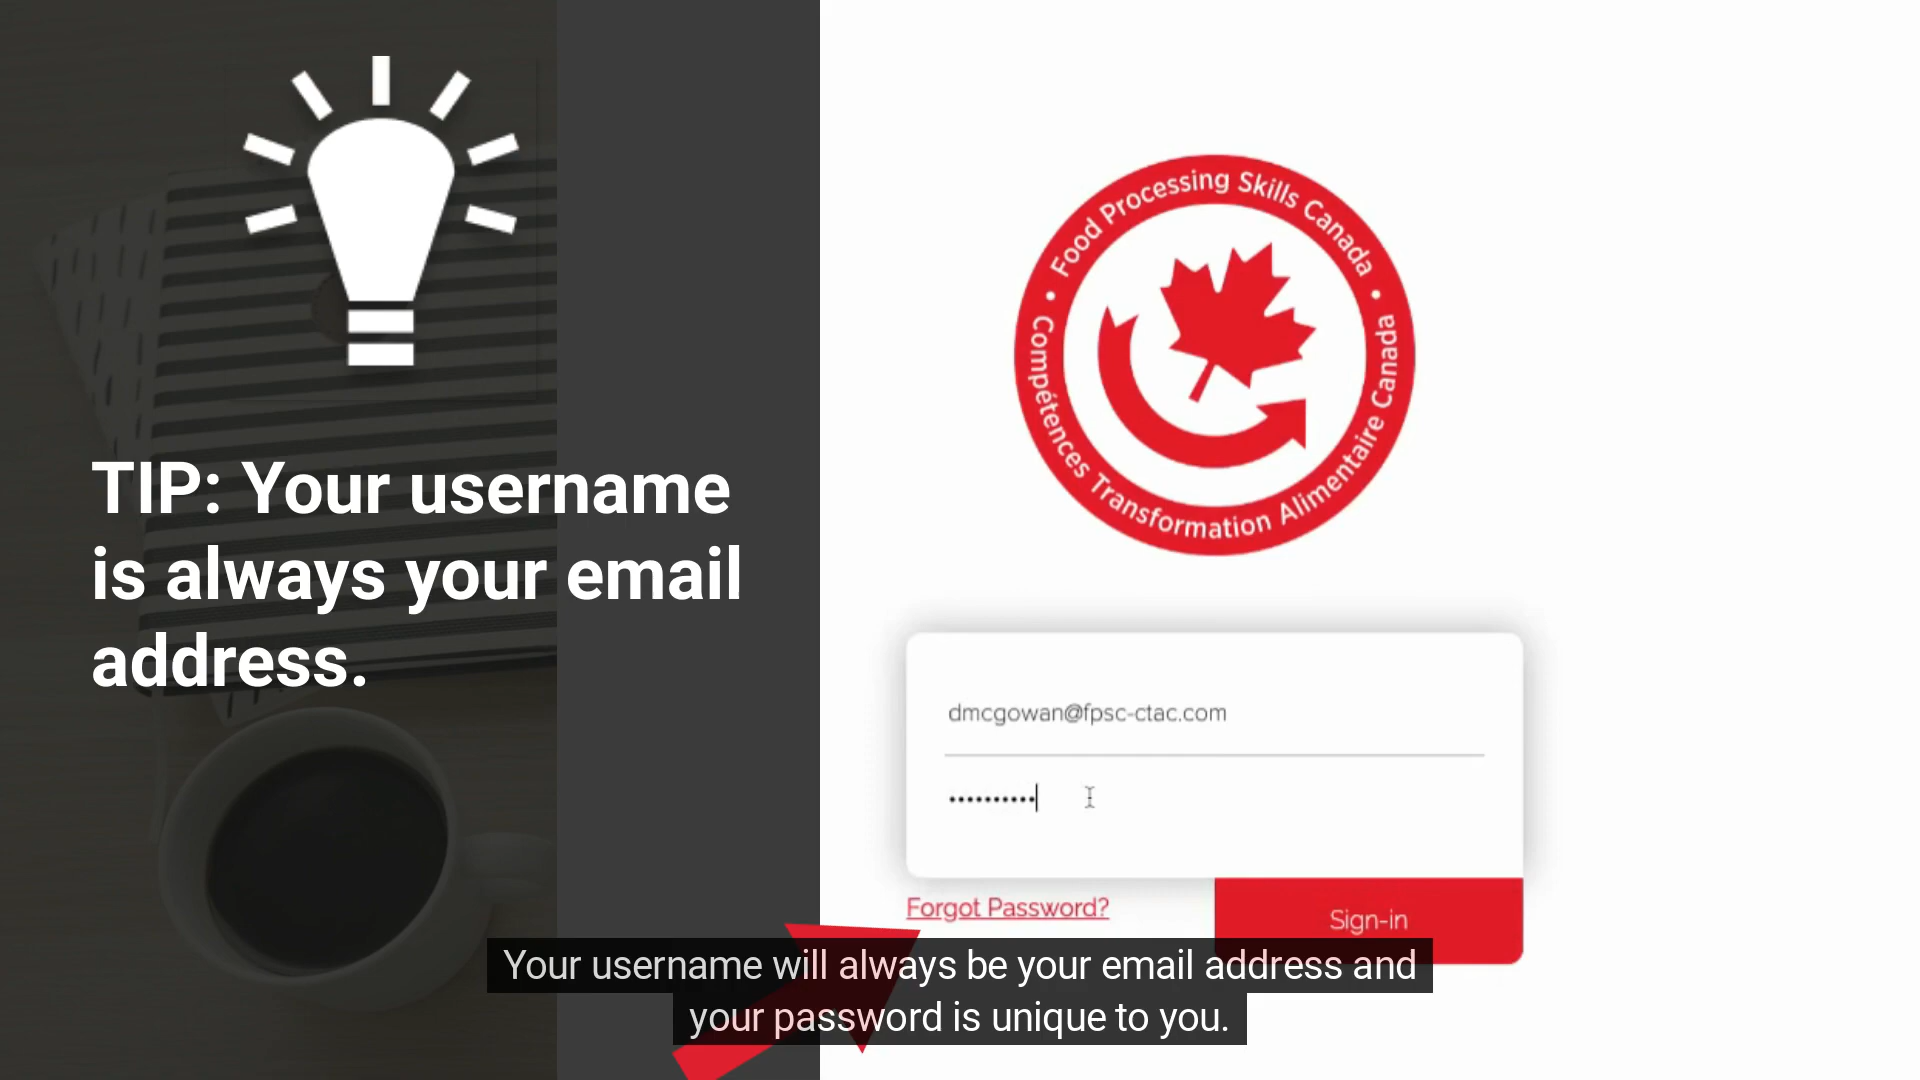 TIP: Your username
is always your email
address.
• Food Processing Skills Canada •
Compétences Transformation Alimentaire Canada
dmcgowan@fpsc-ctac.com
••••••••••
Forgot Password?
Sign-in
Your username will always be your email address and
your password is unique to you.